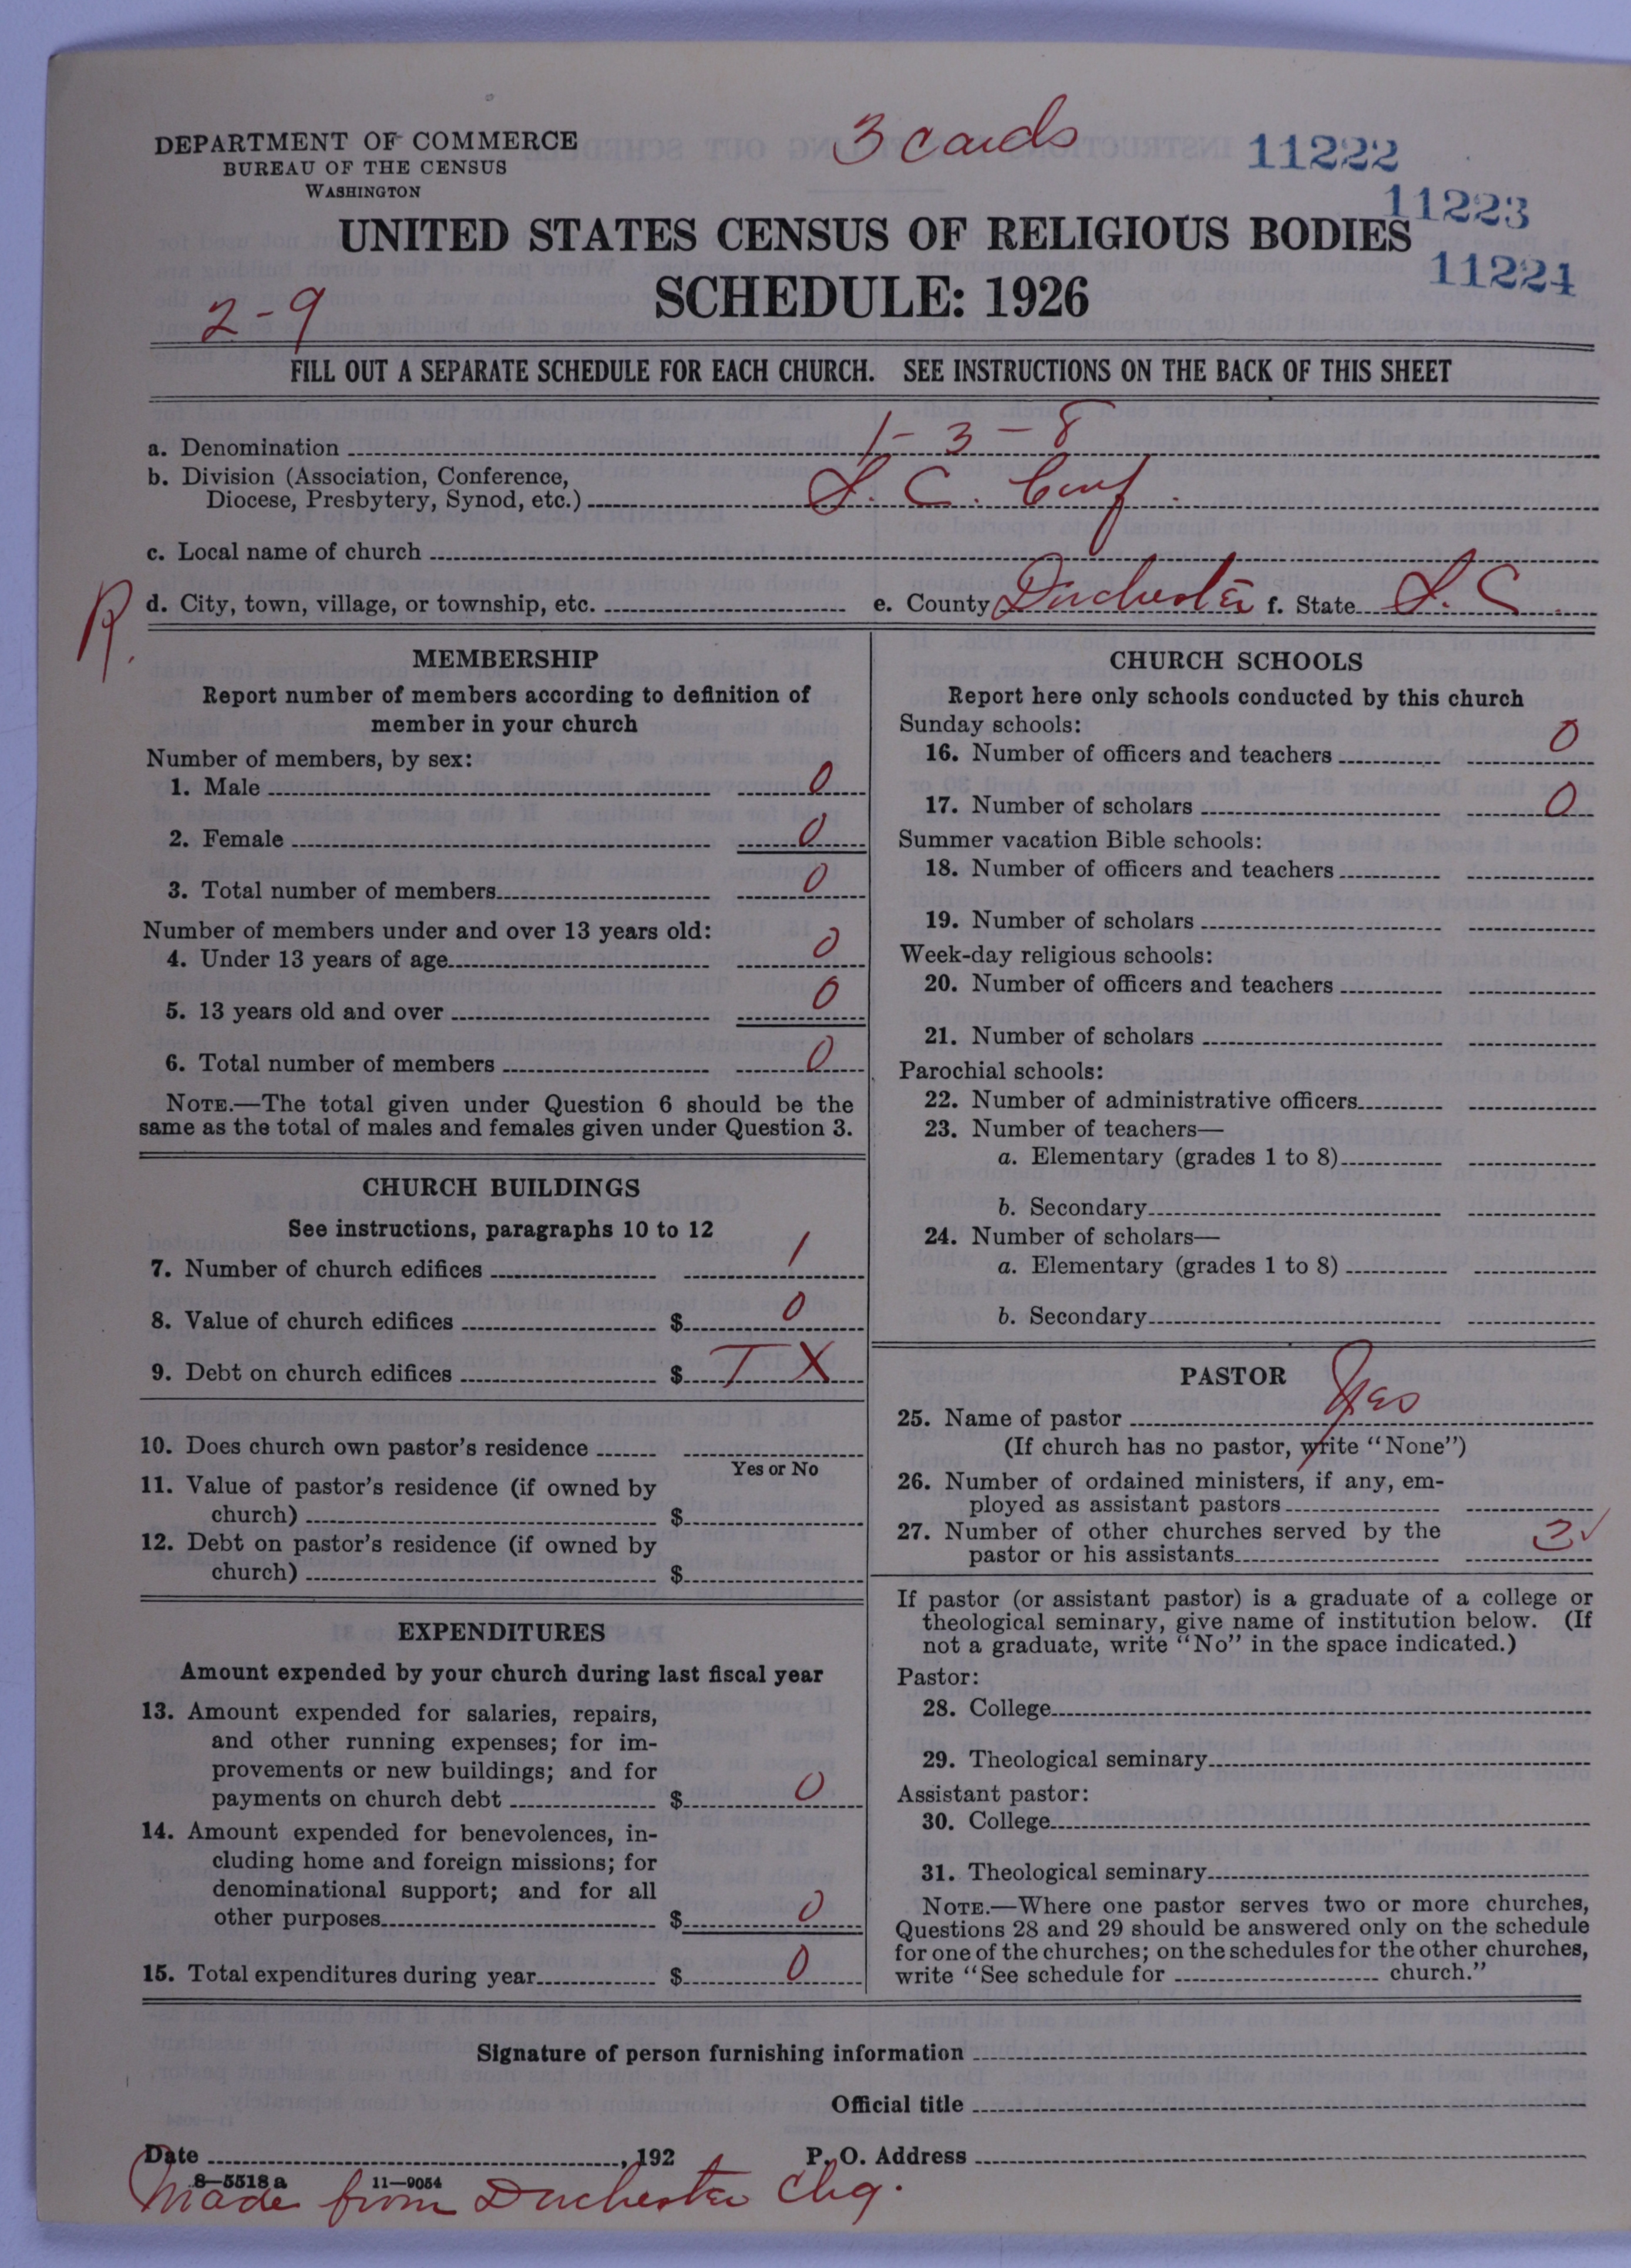 DEPARTMENT OF COMMERCE
BUREAU OF THE CENSUS
WASHINGTON
3 cards
11222
11223
11224
UNITED STATES CENSUS OF RELIGIOUS BODIES
SCHEDULE: 1926
2-9
FILL OUT A SEPARATE SCHEDULE FOR EACH CHURCH. SEE INSTRUCTIONS ON THE BACK OF THIS SHEET
a. Denomination 1-3-8
b. Division (Association, Conference,
Diocese, Presbytery, Synod, etc.) S. C. Conf.
c. Local name of church
R. d. City, town, village, or township, etc. e. County Dorchester f. State S. C.
MEMBERSHIP
Report number of members according to definition of
member in your church
Number of members, by sex:
1. Male 0
2. Female 0
3. Total number of members 0
Number of members under and over 13 years old:
4. Under 13 years of age 0
5. 13 years old and over 0
6. Total number of members 0
NOTE.—The total given under Question 6 should be the
same as the total of males and females given under Question 3.
CHURCH BUILDINGS
See instructions, paragraphs 10 to 12
7. Number of church edifices 1
8. Value of church edifices $ 0
9. Debt on church edifices $ T X
10. Does church own pastor's residence
Yes or No
11. Value of pastor's residence (if owned by
church) $
12. Debt on pastor's residence (if owned by
church) $
EXPENDITURES
Amount expended by your church during last fiscal year
13. Amount expended for salaries, repairs,
and other running expenses; for im-
provements or new buildings; and for
payments on church debt $ 0
14. Amount expended for benevolences, in-
cluding home and foreign missions; for
denominational support; and for all
other purposes $ 0
15. Total expenditures during year $ 0
CHURCH SCHOOLS
Report here only schools conducted by this church
Sunday schools:
16. Number of officers and teachers 0
17. Number of scholars 0
Summer vacation Bible schools:
18. Number of officers and teachers
19. Number of scholars
Week-day religious schools:
20. Number of officers and teachers
21. Number of scholars
Parochial schools:
22. Number of administrative officers
23. Number of teachers—
a. Elementary (grades 1 to 8)
b. Secondary
24. Number of scholars—
a. Elementary (grades 1 to 8)
b. Secondary
PASTOR
25. Name of pastor Yes
(If church has no pastor, write "None")
26. Number of ordained ministers, if any, em-
ployed as assistant pastors
27. Number of other churches served by the
pastor or his assistants 3 ✓
If pastor (or assistant pastor) is a graduate of a college or
theological seminary, give name of institution below. (If
not a graduate, write "No" in the space indicated.)
Pastor:
28. College
29. Theological seminary
Assistant pastor:
30. College
31. Theological seminary
NOTE.—Where one pastor serves two or more churches,
Questions 28 and 29 should be answered only on the schedule
for one of the churches; on the schedules for the other churches,
write "See schedule for church."
Signature of person furnishing information
Official title
Date , 192 P. O. Address
8—5518 a 11—9054
Made from Dorchester Chg.